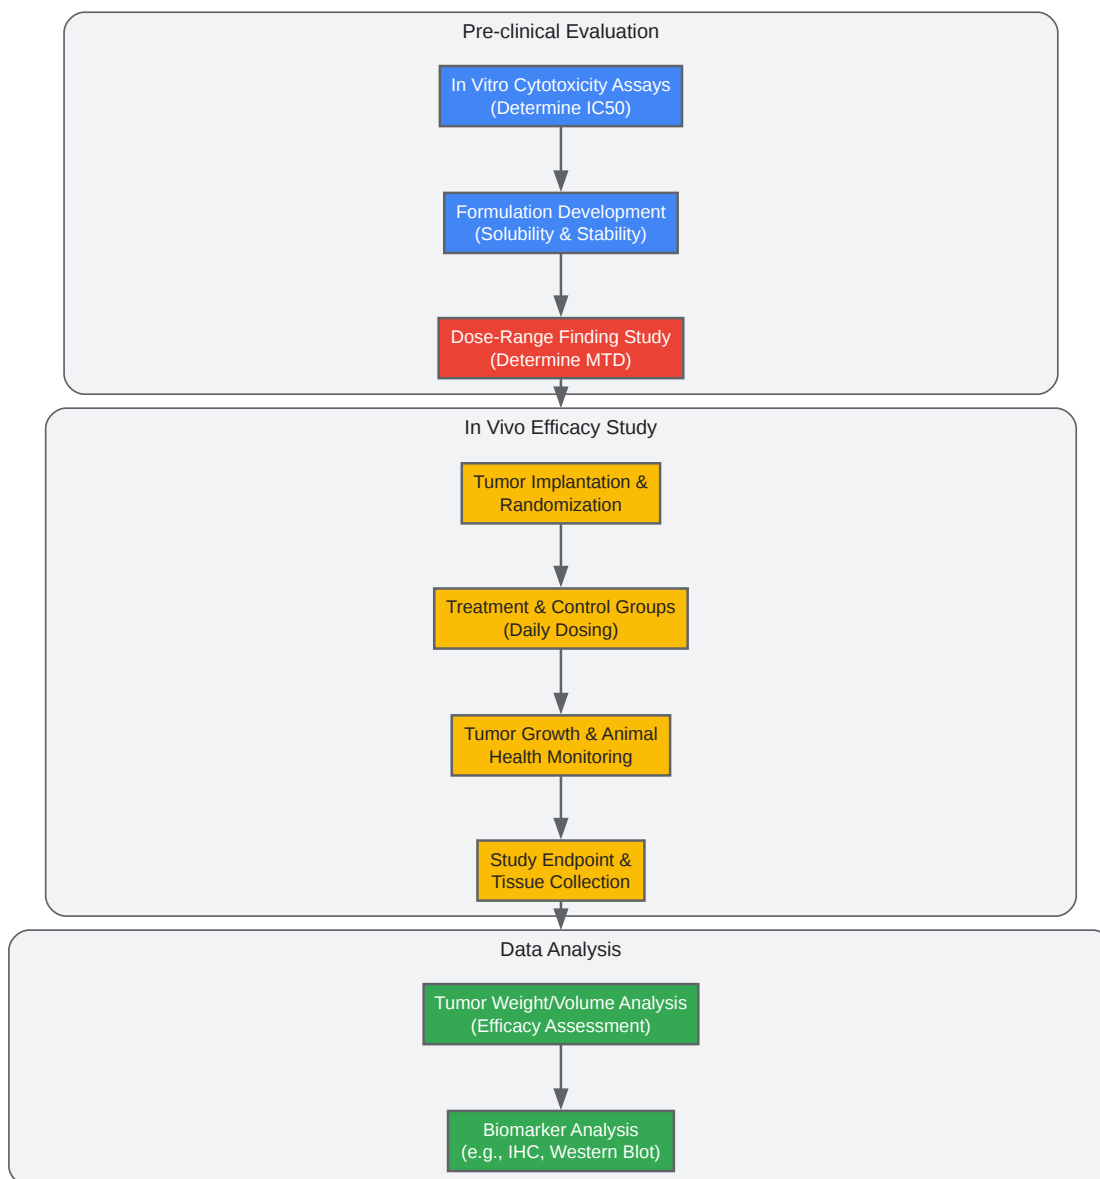 Pre-clinical Evaluation
In Vitro Cytotoxicity Assays
(Determine IC50)
Formulation Development
(Solubility & Stability)
Dose-Range Finding Study
(Determine MTD)
In Vivo Efficacy Study
Tumor Implantation &
Randomization
Treatment & Control Groups
(Daily Dosing)
Tumor Growth & Animal
Health Monitoring
Study Endpoint &
Tissue Collection
Data Analysis
Tumor Weight/Volume Analysis
(Efficacy Assessment)
Biomarker Analysis
(e.g., IHC, Western Blot)